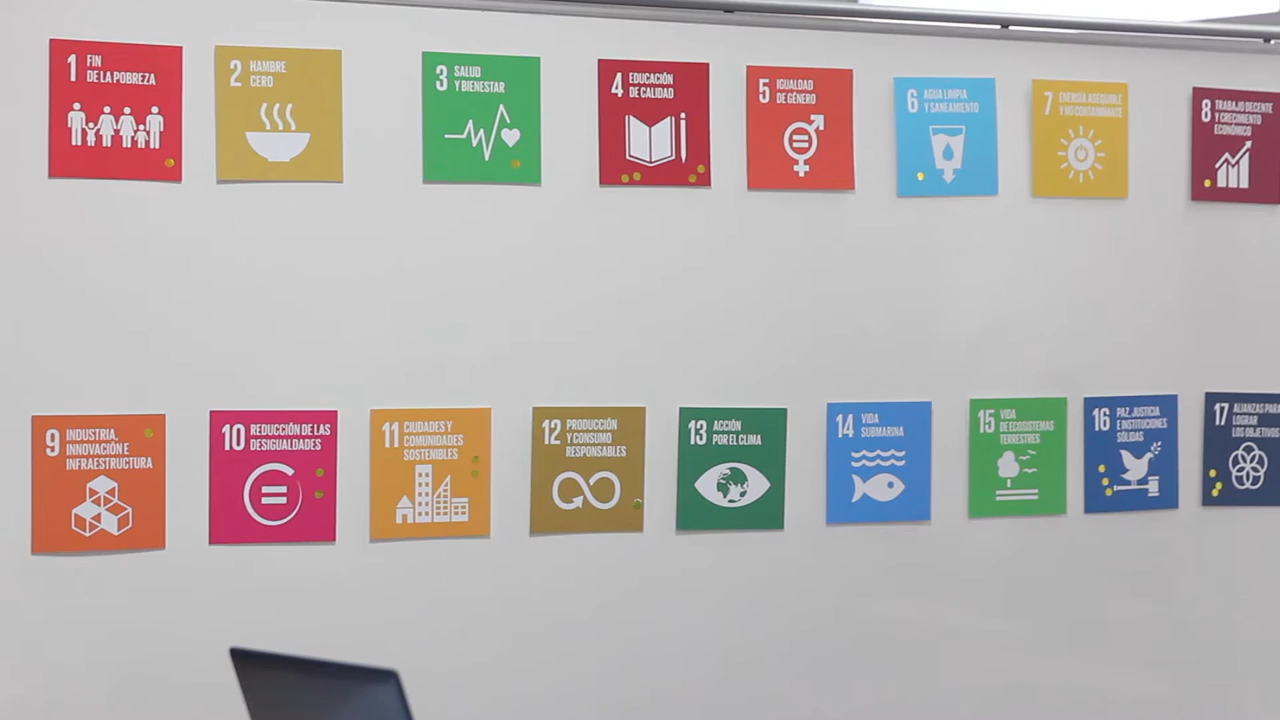 1 FIN
DE LA POBREZA
2 HAMBRE
CERO
3 SALUD
Y BIENESTAR
4 EDUCACIÓN
DE CALIDAD
5 IGUALDAD
DE GÉNERO
6 AGUA LIMPIA
Y SANEAMIENTO
7 ENERGÍA ASEQUIBLE
Y NO CONTAMINANTE
8 TRABAJO DECENTE
Y CRECIMIENTO
ECONÓMICO
9 INDUSTRIA,
INNOVACIÓN E
INFRAESTRUCTURA
10 REDUCCIÓN DE LAS
DESIGUALDADES
11 CIUDADES Y
COMUNIDADES
SOSTENIBLES
12 PRODUCCIÓN
Y CONSUMO
RESPONSABLES
13 ACCIÓN
POR EL CLIMA
14 VIDA
SUBMARINA
15 VIDA
DE ECOSISTEMAS
TERRESTRES
16 PAZ, JUSTICIA
E INSTITUCIONES
SÓLIDAS
17 ALIANZAS PARA
LOGRAR
LOS OBJETIVOS